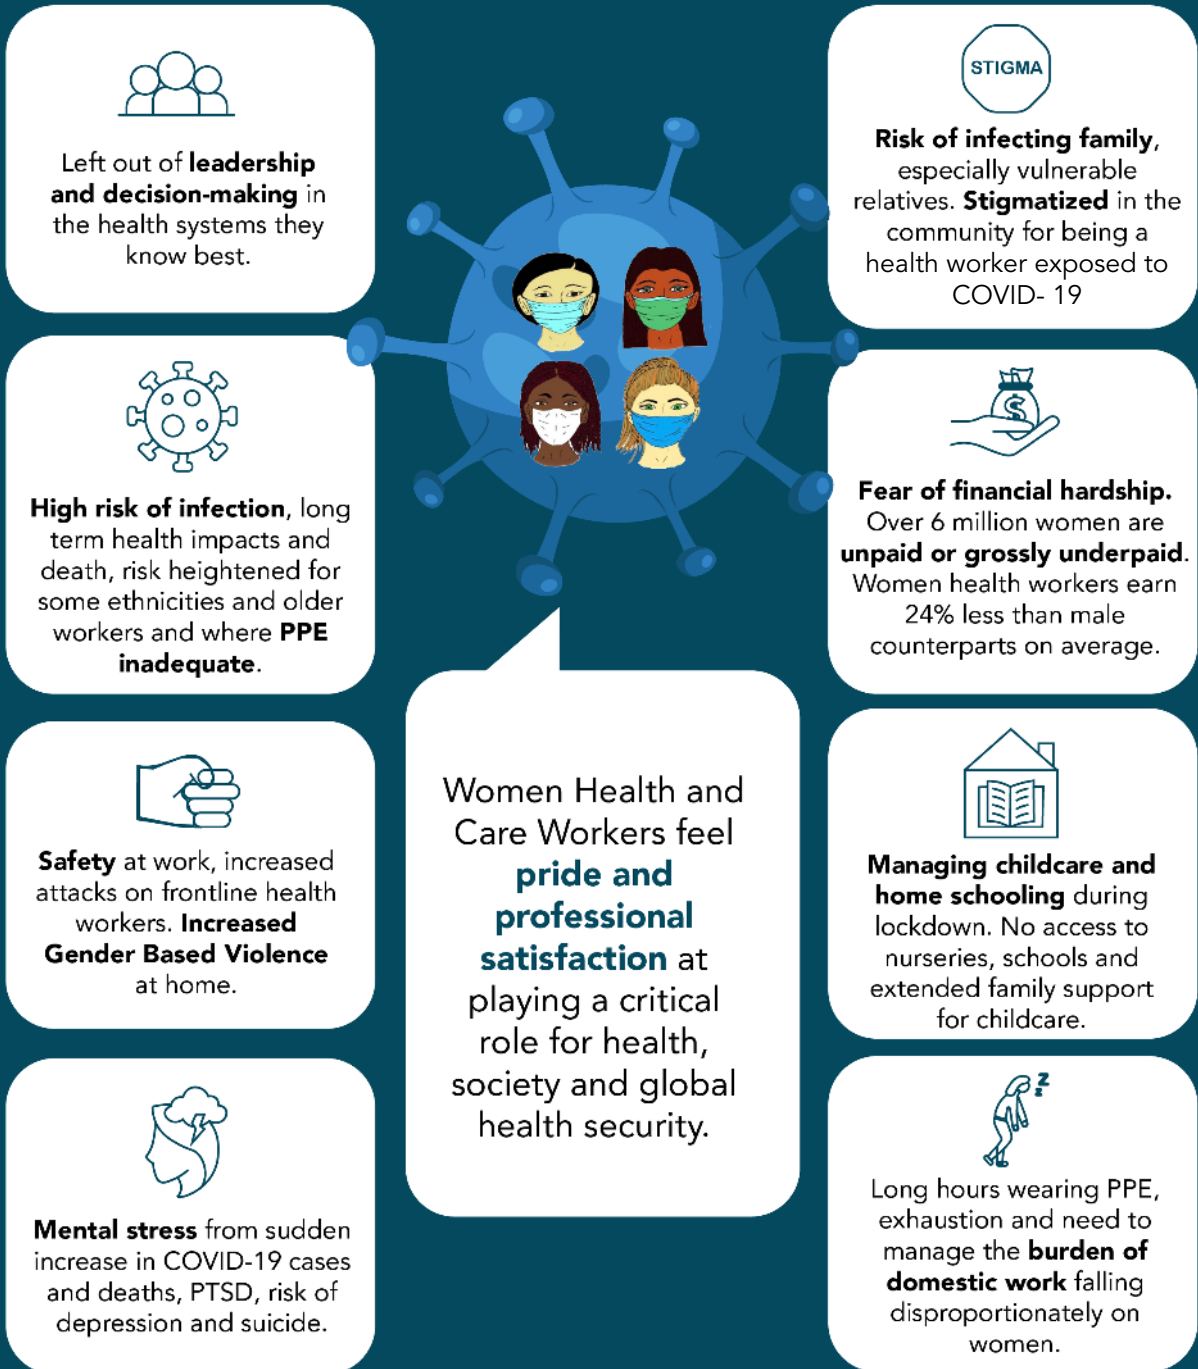 Left out of leadership
and decision-making in
the health systems they
know best.
High risk of infection, long
term health impacts and
death, risk heightened for
some ethnicities and older
workers and where PPE
inadequate.
Safety at work, increased
attacks on frontline health
workers. Increased
Gender Based Violence
at home.
Mental stress from sudden
increase in COVID-19 cases
and deaths, PTSD, risk of
depression and suicide.
Women Health and
Care Workers feel
pride and
professional
satisfaction at
playing a critical
role for health,
society and global
health security.
STIGMA
Risk of infecting family,
especially vulnerable
relatives. Stigmatized in the
community for being a
health worker exposed to
COVID- 19
$
Fear of financial hardship.
Over 6 million women are
unpaid or grossly underpaid.
Women health workers earn
24% less than male
counterparts on average.
Managing childcare and
home schooling during
lockdown. No access to
nurseries, schools and
extended family support
for childcare.
z
z
Long hours wearing PPE,
exhaustion and need to
manage the burden of
domestic work falling
disproportionately on
women.